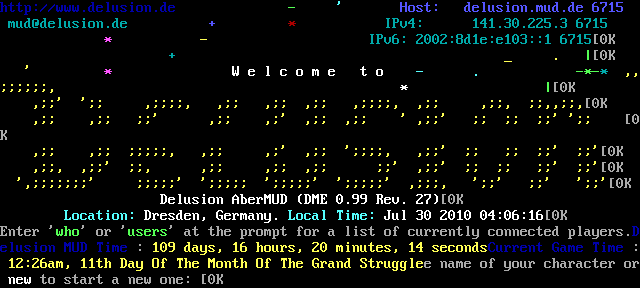 http://www.delusion.de Host: delusion.mud.de 6715
mud@delusion.de IPv4: 141.30.225.3 6715
IPv6: 2002:8d1e:e103::1 6715[0K
[0K
Welcome to
[0K
DELUSION
Delusion AberMUD (DME 0.99 Rev. 27)[0K
Location: Dresden, Germany. Local Time: Jul 30 2010 04:06:16[0K
Enter 'who' or 'users' at the prompt for a list of currently connected players.D
elusion MUD Time : 109 days, 16 hours, 20 minutes, 14 secondsCurrent Game Time :
12:26am, 11th Day Of The Month Of The Grand Strugglee name of your character or
new to start a new one: [0K